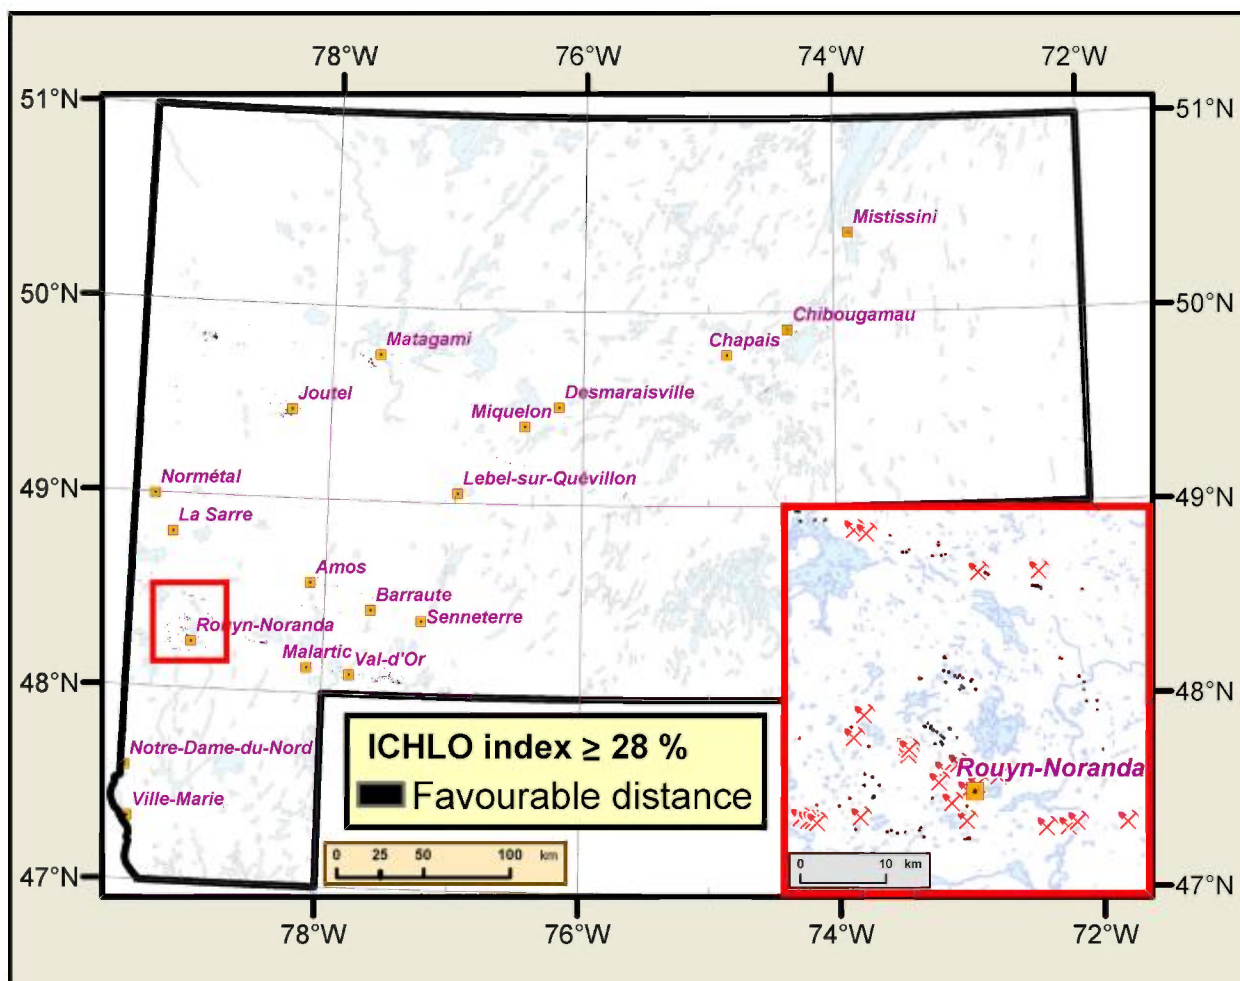 78°W 76°W 74°W 72°W
51°N 51°N
Mistissini
50°N 50°N
Chibougamau
Matagami Chapais
Joutel Desmaraisville
Miquelon
Normétal Lebel-sur-Quévillon
49°N 49°N
La Sarre
Amos
Barraute
Rouyn-Noranda Senneterre
Malartic Val-d'Or
48°N 48°N
Notre-Dame-du-Nord
ICHLO index ≥ 28 %
Rouyn-Noranda
Ville-Marie
Favourable distance
0 25 50 100 km
0 10 km
47°N 47°N
78°W 76°W 74°W 72°W